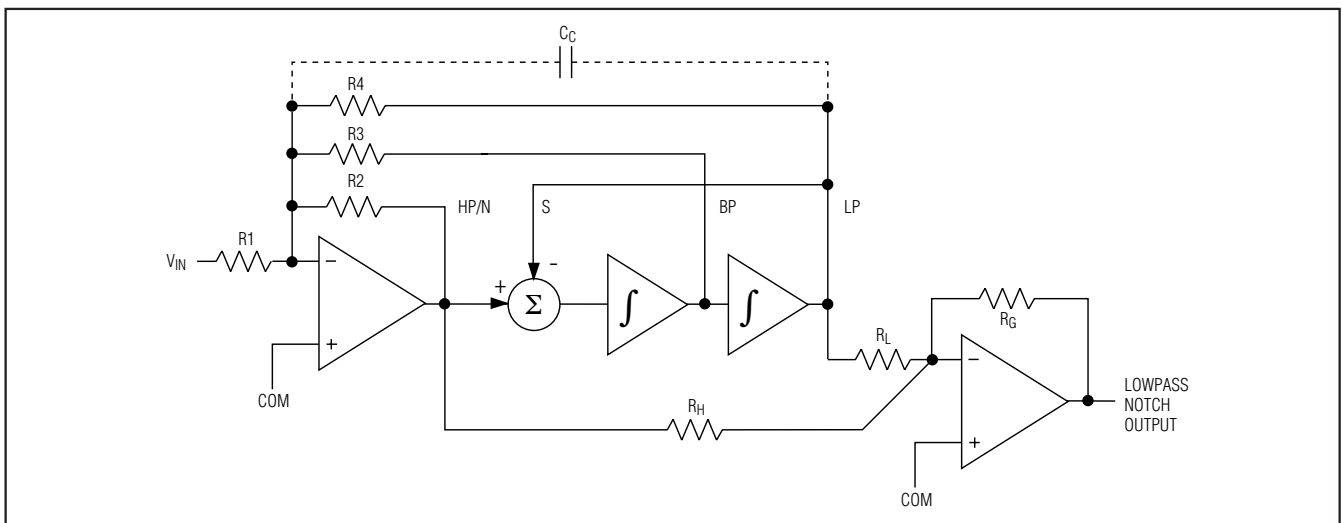 C_C
R4
R3
R2
HP/N
S
BP
LP
R1
V_IN
−
+
COM
+
-
Σ
∫
∫
R_L
R_G
R_H
−
+
COM
LOWPASS
NOTCH
OUTPUT